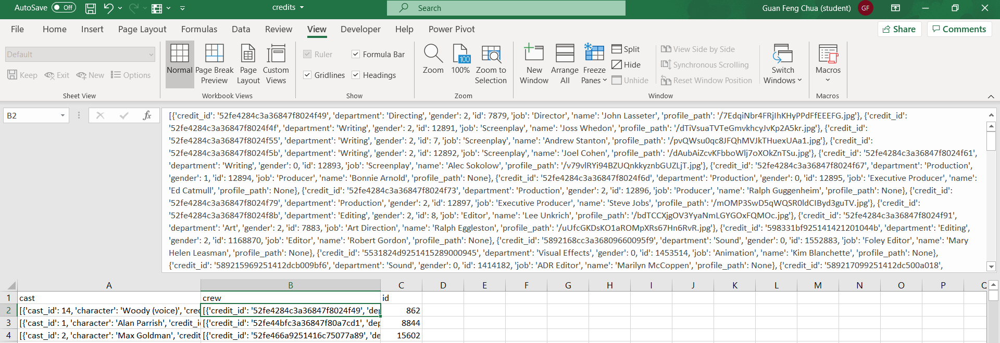 AutoSave Off credits Search Guan Feng Chua (student) GF
File Home Insert Page Layout Formulas Data Review View Developer Help Power Pivot Share Comments
Default
Keep Exit New Options
Sheet View
Normal Page Break Preview Page Layout Custom Views
Workbook Views
Ruler Formula Bar
Gridlines Headings
Show
Zoom 100 100% Zoom to Selection
Zoom
New Window Arrange All Freeze Panes
Split
Hide
Unhide
View Side by Side
Synchronous Scrolling
Reset Window Position
Switch Windows
Window
Macros
Macros
B2 fx
[{'credit_id': '52fe4284c3a36847f8024f49', 'department': 'Directing', 'gender': 2, 'id': 7879, 'job': 'Director', 'name': 'John Lasseter', 'profile_path': '/7EdqiNbr4FRjIhKHyPPdFfEEEFG.jpg'}, {'credit_id':
'52fe4284c3a36847f8024f4f', 'department': 'Writing', 'gender': 2, 'id': 12891, 'job': 'Screenplay', 'name': 'Joss Whedon', 'profile_path': '/dTiVsuaTVTeGmvkhcyJvKp2A5kr.jpg'}, {'credit_id':
'52fe4284c3a36847f8024f55', 'department': 'Writing', 'gender': 2, 'id': 7, 'job': 'Screenplay', 'name': 'Andrew Stanton', 'profile_path': '/pvQWsu0qc8JFQhMVJkTHuexUAa1.jpg'}, {'credit_id':
'52fe4284c3a36847f8024f5b', 'department': 'Writing', 'gender': 2, 'id': 12892, 'job': 'Screenplay', 'name': 'Joel Cohen', 'profile_path': '/dAubAiZcvKFbboWlj7oXOkZnTSu.jpg'}, {'credit_id': '52fe4284c3a36847f8024f61',
'department': 'Writing', 'gender': 0, 'id': 12893, 'job': 'Screenplay', 'name': 'Alec Sokolow', 'profile_path': '/v79vlRYi94BZUQnkkyznbGUZLjT.jpg'}, {'credit_id': '52fe4284c3a36847f8024f67', 'department': 'Production',
'gender': 1, 'id': 12894, 'job': 'Producer', 'name': 'Bonnie Arnold', 'profile_path': None}, {'credit_id': '52fe4284c3a36847f8024f6d', 'department': 'Production', 'gender': 0, 'id': 12895, 'job': 'Executive Producer', 'name':
'Ed Catmull', 'profile_path': None}, {'credit_id': '52fe4284c3a36847f8024f73', 'department': 'Production', 'gender': 2, 'id': 12896, 'job': 'Producer', 'name': 'Ralph Guggenheim', 'profile_path': None}, {'credit_id':
'52fe4284c3a36847f8024f79', 'department': 'Production', 'gender': 2, 'id': 12897, 'job': 'Executive Producer', 'name': 'Steve Jobs', 'profile_path': '/mOMP3SwD5qWQSR0ldCIByd3guTV.jpg'}, {'credit_id':
'52fe4284c3a36847f8024f8b', 'department': 'Editing', 'gender': 2, 'id': 8, 'job': 'Editor', 'name': 'Lee Unkrich', 'profile_path': '/bdTCCXjgOV3YyaNmLGYGOxFQMOc.jpg'}, {'credit_id': '52fe4284c3a36847f8024f91',
'department': 'Art', 'gender': 2, 'id': 7883, 'job': 'Art Direction', 'name': 'Ralph Eggleston', 'profile_path': '/uUfcGKDsKO1aROMpXRs67Hn6RvR.jpg'}, {'credit_id': '598331bf925141421201044b', 'department': 'Editing',
'gender': 2, 'id': 1168870, 'job': 'Editor', 'name': 'Robert Gordon', 'profile_path': None}, {'credit_id': '5892168cc3a36809660095f9', 'department': 'Sound', 'gender': 0, 'id': 1552883, 'job': 'Foley Editor', 'name': 'Mary
Helen Leasman', 'profile_path': None}, {'credit_id': '5531824d9251415289000945', 'department': 'Visual Effects', 'gender': 0, 'id': 1453514, 'job': 'Animation', 'name': 'Kim Blanchette', 'profile_path': None},
{'credit_id': '589215969251412dcb009bf6', 'department': 'Sound', 'gender': 0, 'id': 1414182, 'job': 'ADR Editor', 'name': 'Marilyn McCoppen', 'profile_path': None}, {'credit_id': '589217099251412dc500a018',
A B C D E F G H I J K L M N O P Q
1 cast crew id
2 [{'cast_id': 14, 'character': 'Woody (voice)', 'cred [{'credit_id': '52fe4284c3a36847f8024f49', 'dep 862
3 [{'cast_id': 1, 'character': 'Alan Parrish', 'credit_id [{'credit_id': '52fe44bfc3a36847f80a7cd1', 'dep 8844
4 [{'cast_id': 2, 'character': 'Max Goldman', 'credit [{'credit_id': '52fe466a9251416c75077a89', 'de 15602